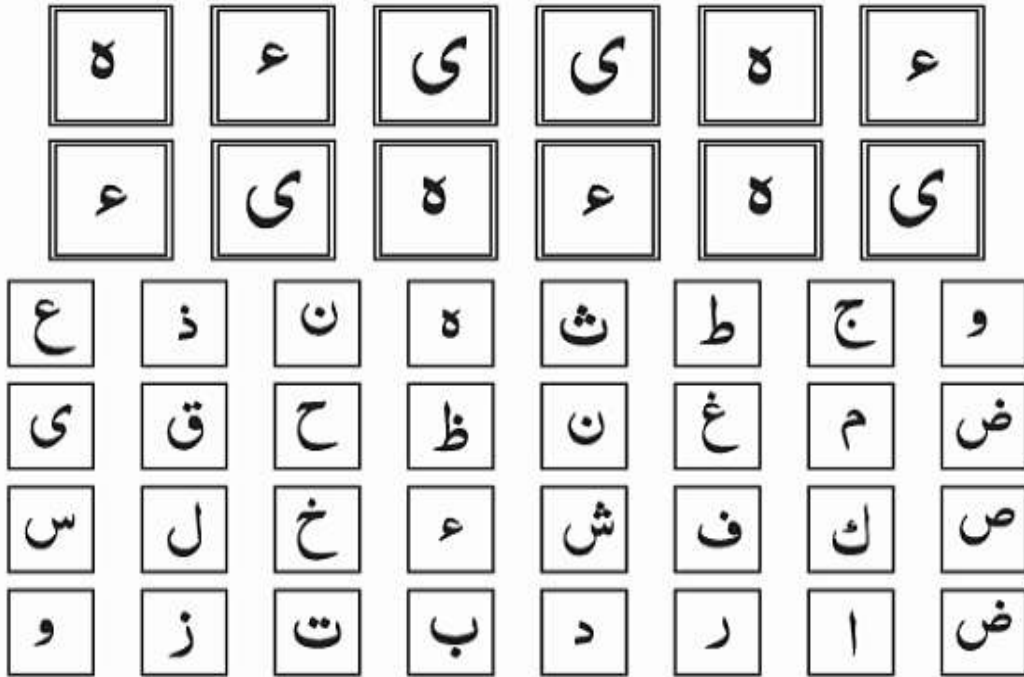 ء ه ى ى ء ه
ى ه ء ه ى ء
و ج ط ث ه ن ذ ع
ض م غ ن ظ ح ق ى
ص ك ف ش ء خ ل س
ض ا ر د ب ت ز و